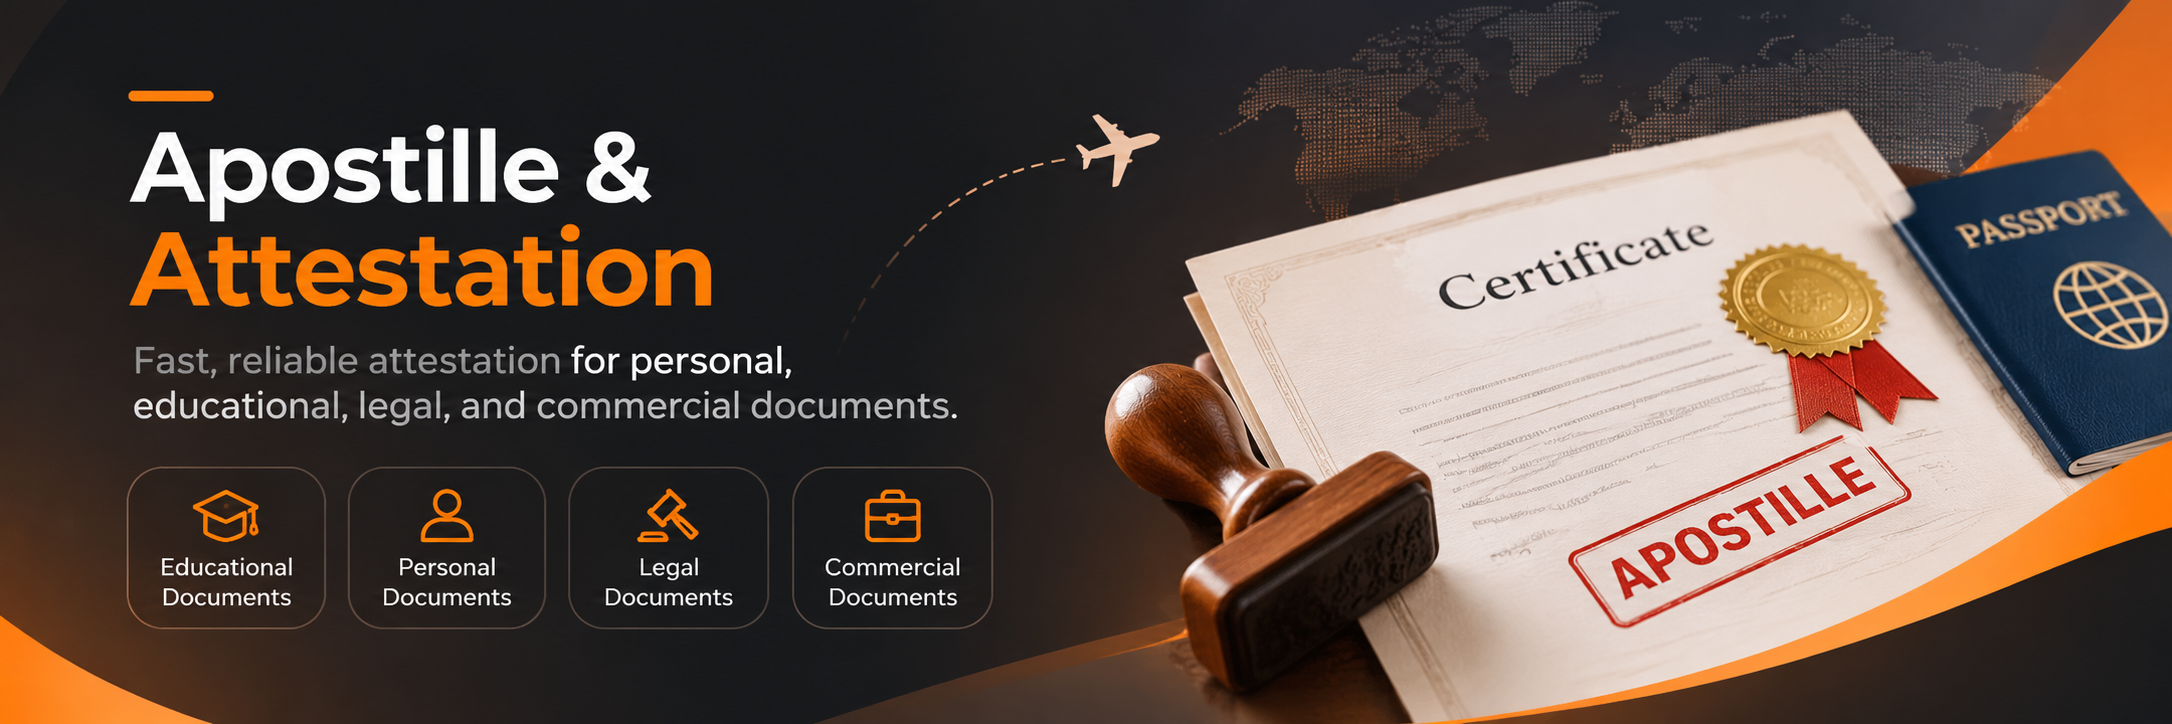 Apostille &
Attestation
Fast, reliable attestation for personal,
educational, legal, and commercial documents.
Educational
Documents
Personal
Documents
Legal
Documents
Commercial
Documents
Certificate
APOSTILLE
PASSPORT